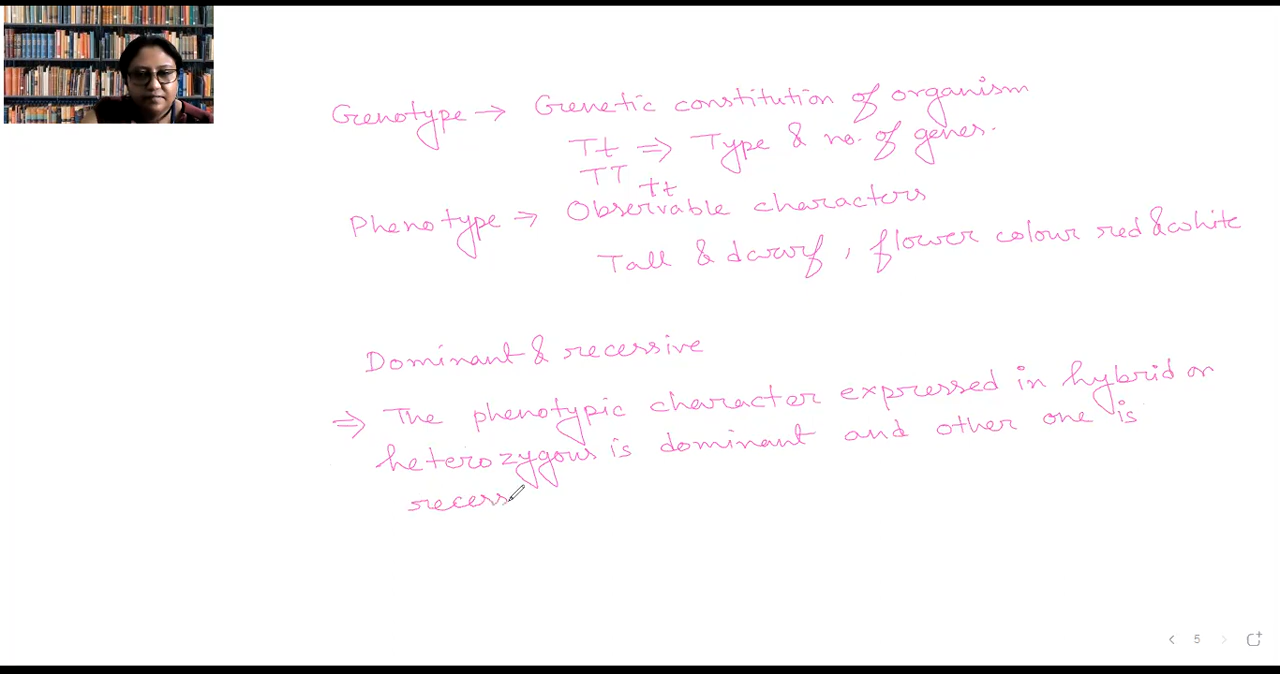 Genotype → Genetic constitution of organism
Tt ⇒ Type & no. of genes.
TT tt
Phenotype → Observable characters
Tall & dwarf, flower colour red & white
Dominant & recessive
⇒ The phenotypic character expressed in hybrid or
heterozygous is dominant and other one is
recess
< 5 >